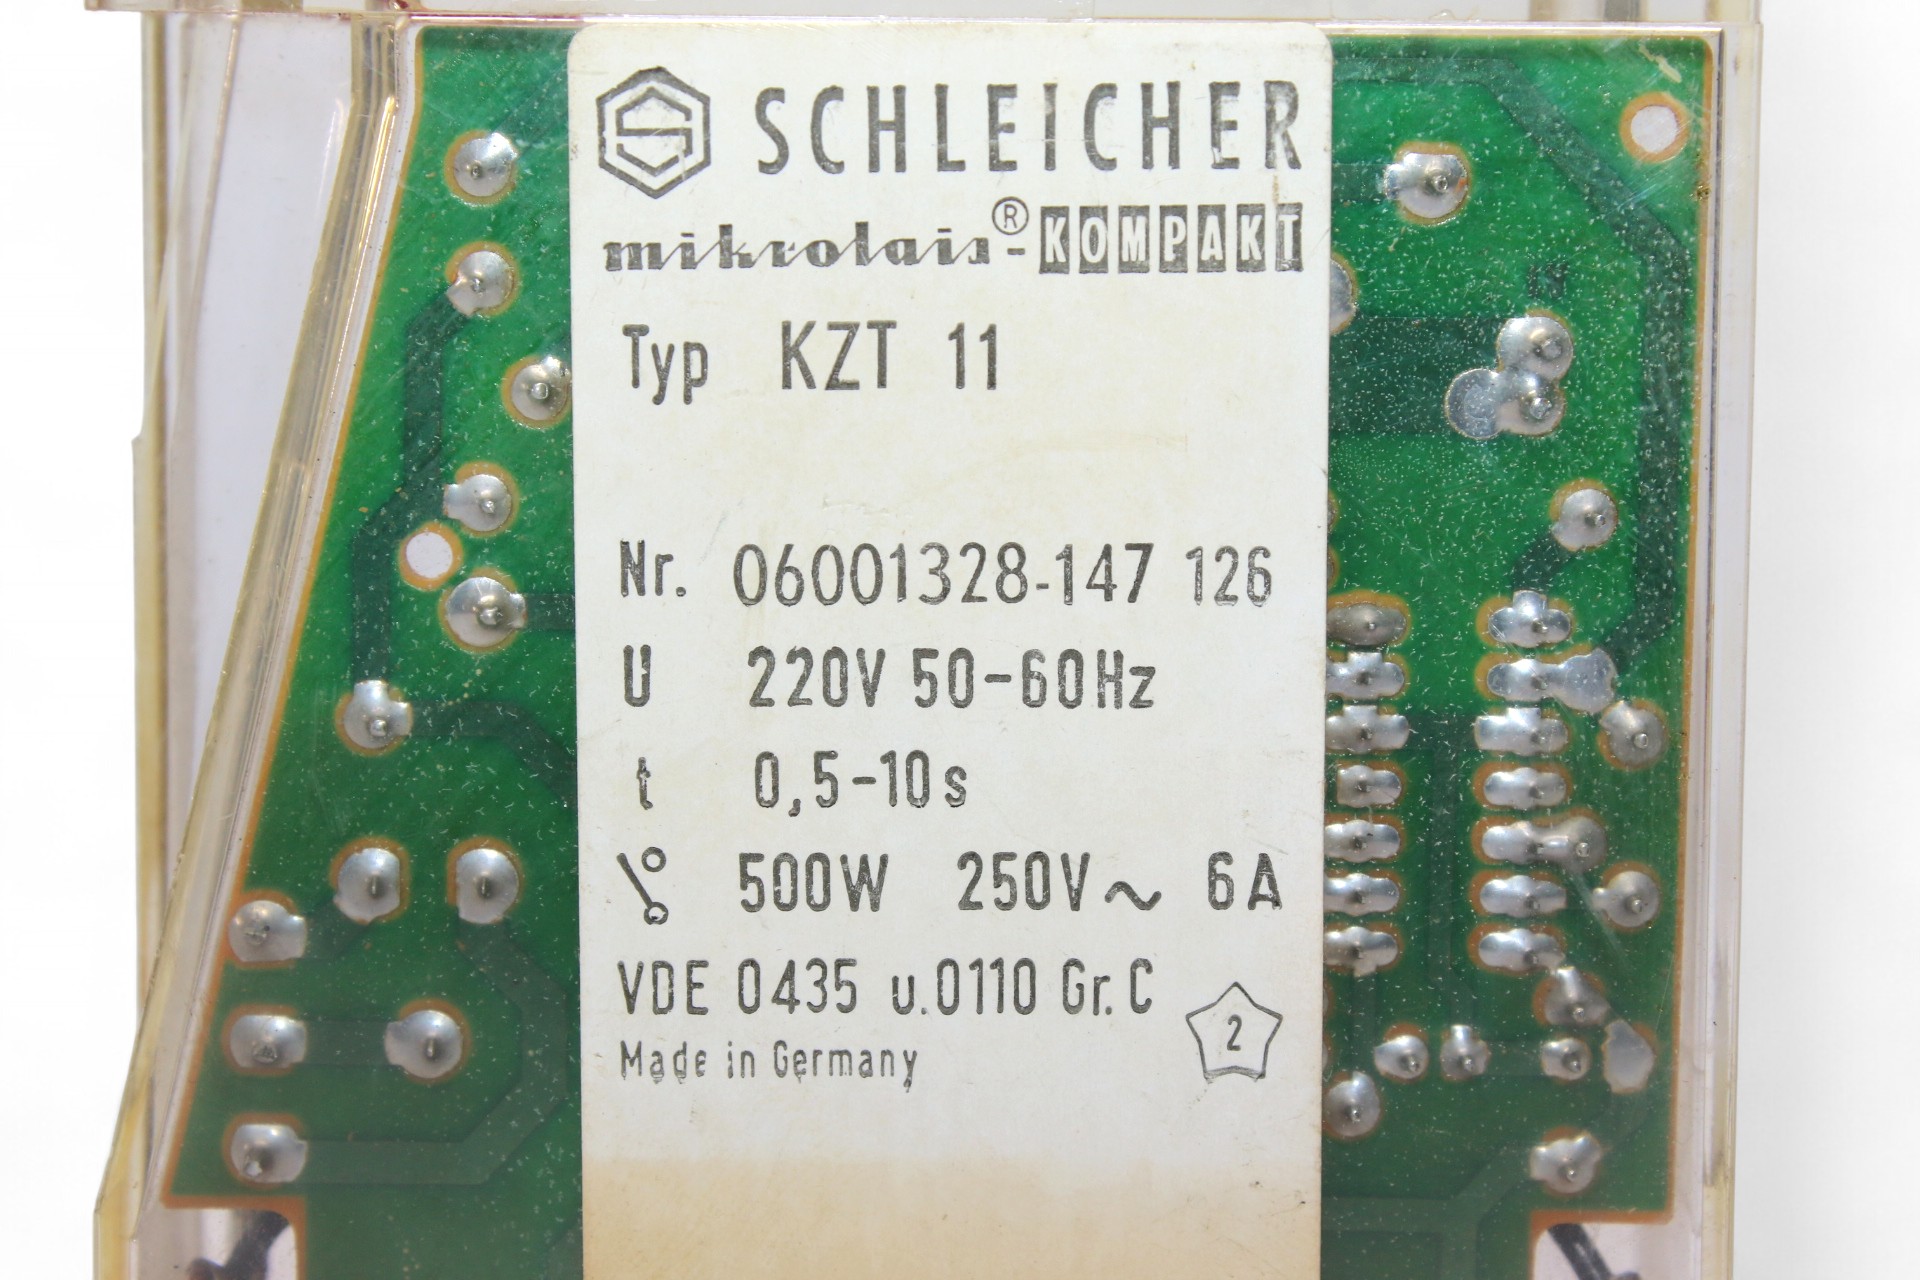 SCHLEICHER
mikrolais®-KOMPAKT
Typ KZT 11
Nr. 06001328-147 126
U 220V 50-60Hz
t 0,5-10s
500W 250V~ 6A
VDE 0435 u.0110 Gr.C
Made in Germany
2